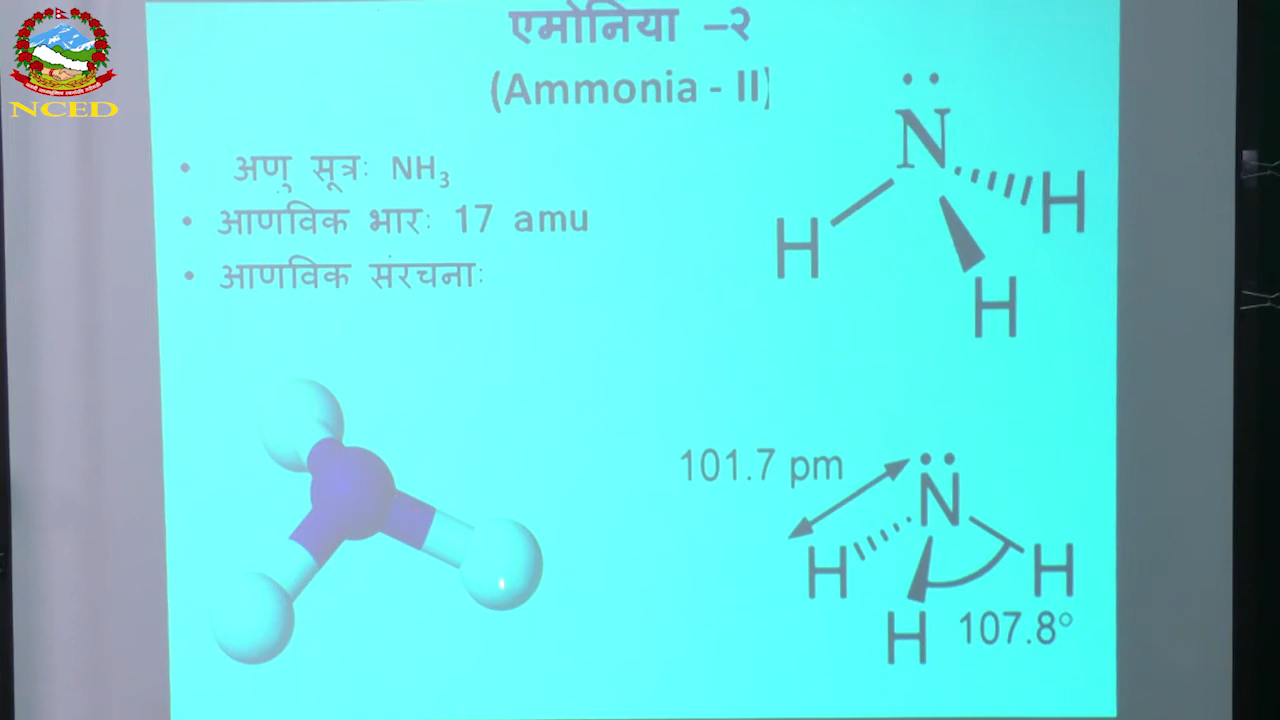 NCED
एमोनिया –२
(Ammonia - II)
• अणु सूत्रः NH₃
• आणविक भारः 17 amu
• आणविक संरचनाः
N
H
H
H
101.7 pm
N
H
H
H
107.8°